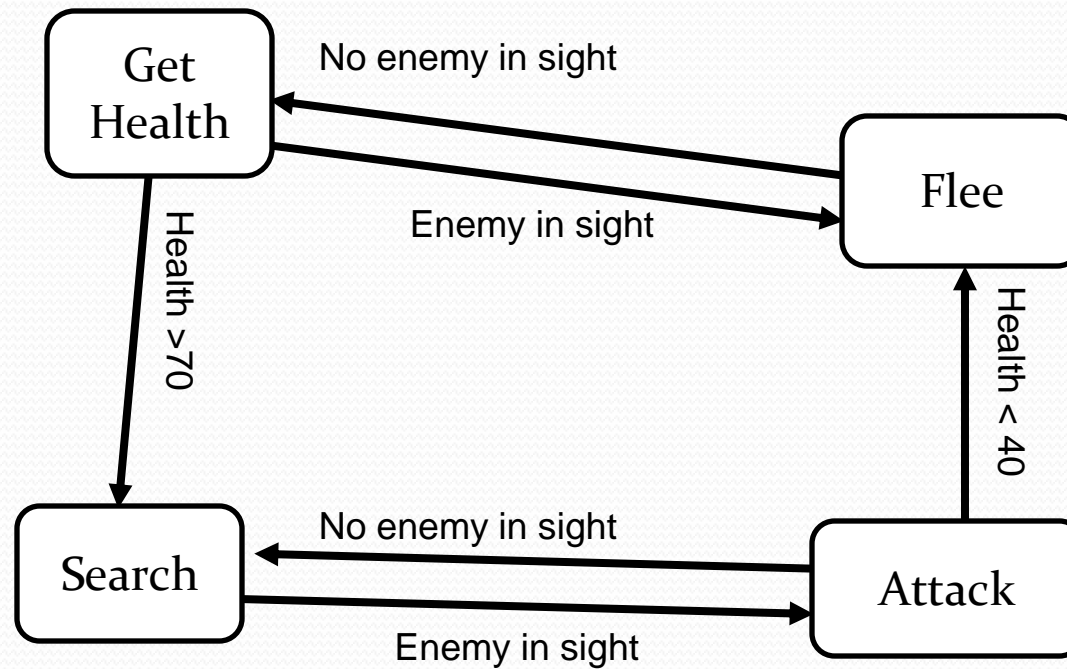 Get
Health
No enemy in sight
Flee
Enemy in sight
Health >70
Health < 40
No enemy in sight
Search
Attack
Enemy in sight